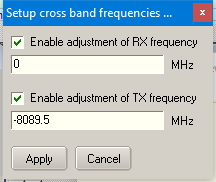 Setup cross band frequencies ...
Enable adjustment of RX frequency
0 MHz
Enable adjustment of TX frequency
-8089.5 MHz
Apply Cancel